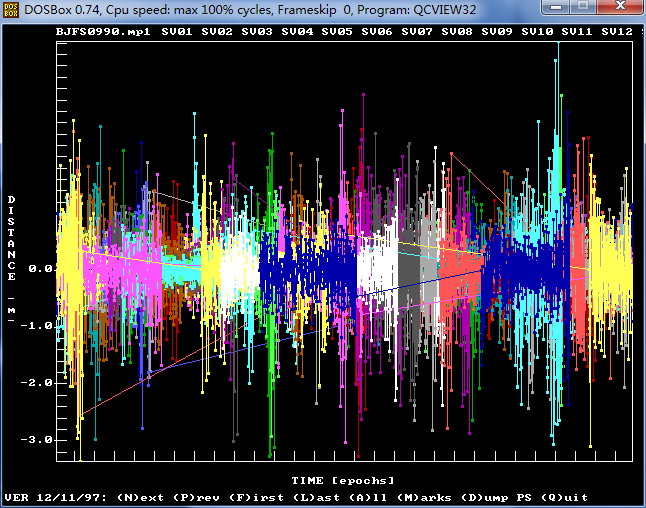 DOS
BOX
DOSBox 0.74, Cpu speed: max 100% cycles, Frameskip 0, Program: QCVIEW32
BJFS0990.mp1 SV01 SV02 SV03 SV04 SV05 SV06 SV07 SV08 SV09 SV10 SV11 SV12
DISTANCE -m-
0.0
-1.0
-2.0
-3.0
TIME [epochs]
VER 12/11/97: (N)ext (P)rev (F)irst (L)ast (A)ll (M)arks (D)ump PS (Q)uit